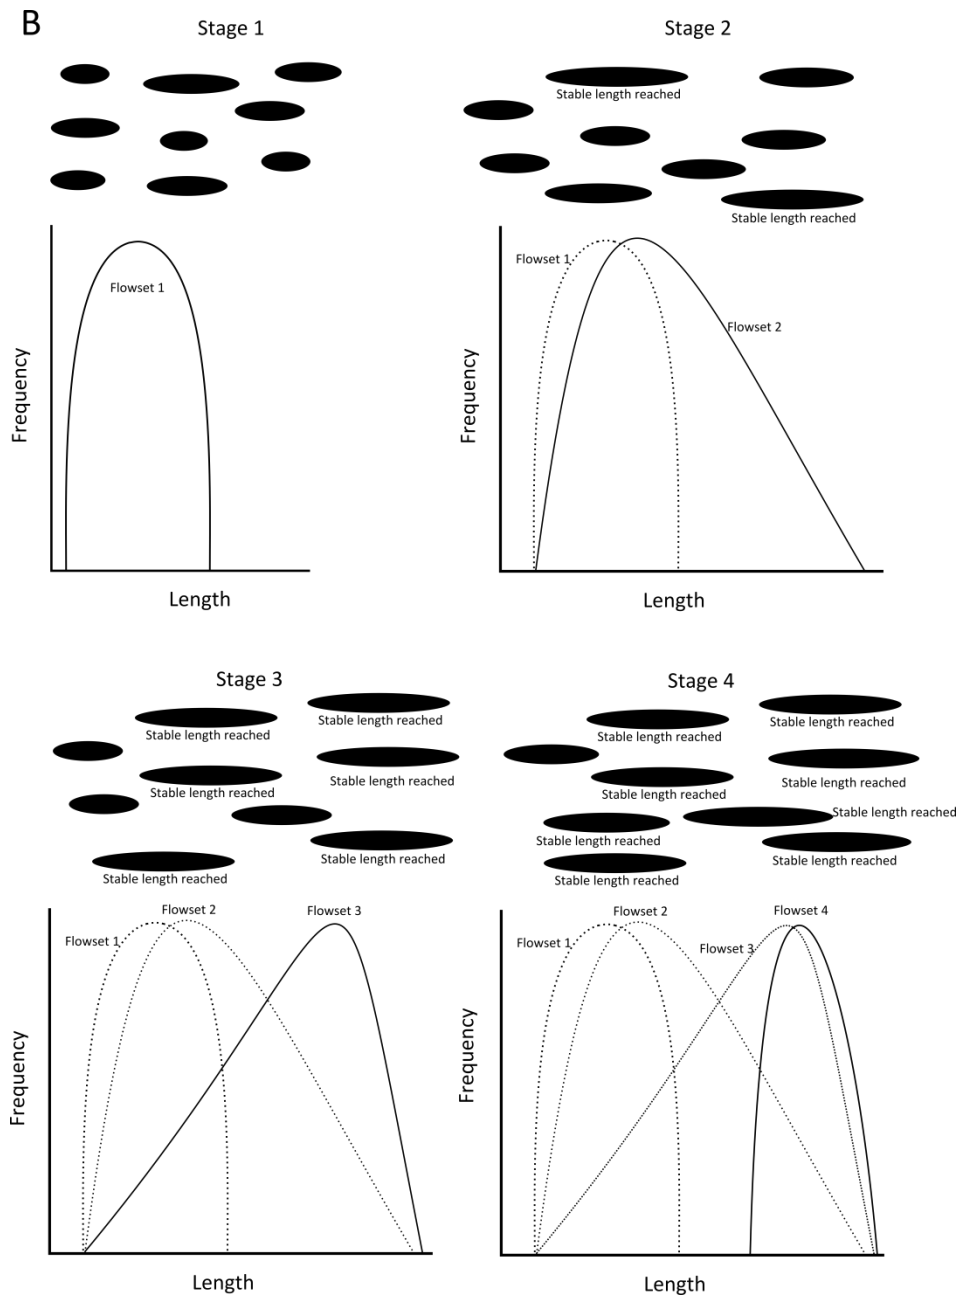 B
Stage 1
Stage 2
Stable length reached
Stable length reached
Flowset 1
Frequency
Length
Flowset 1
Flowset 2
Frequency
Length
Stage 3
Stable length reached
Stable length reached
Stable length reached
Stable length reached
Stable length reached
Stable length reached
Stage 4
Stable length reached
Stable length reached
Stable length reached
Stable length reached
Stable length reached
Stable length reached
Stable length reached
Stable length reached
Flowset 1
Flowset 2
Flowset 3
Frequency
Length
Flowset 1
Flowset 2
Flowset 3
Flowset 4
Frequency
Length